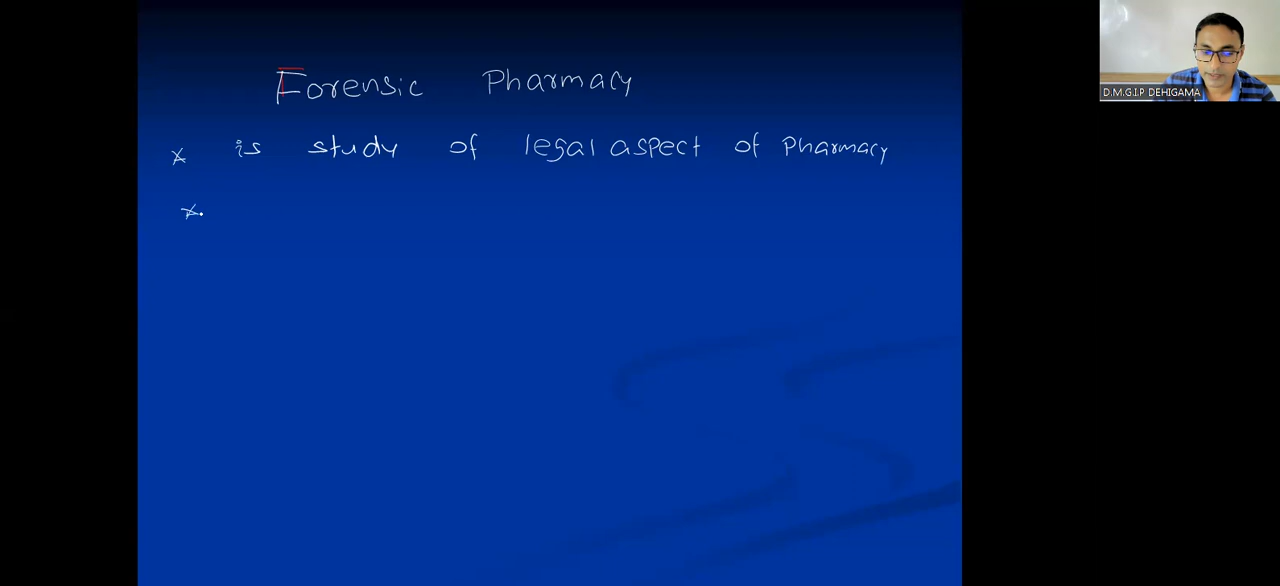 Forensic Pharmacy
* is study of legal aspect of Pharmacy
*
D.M.G.I.P DEHIGAMA